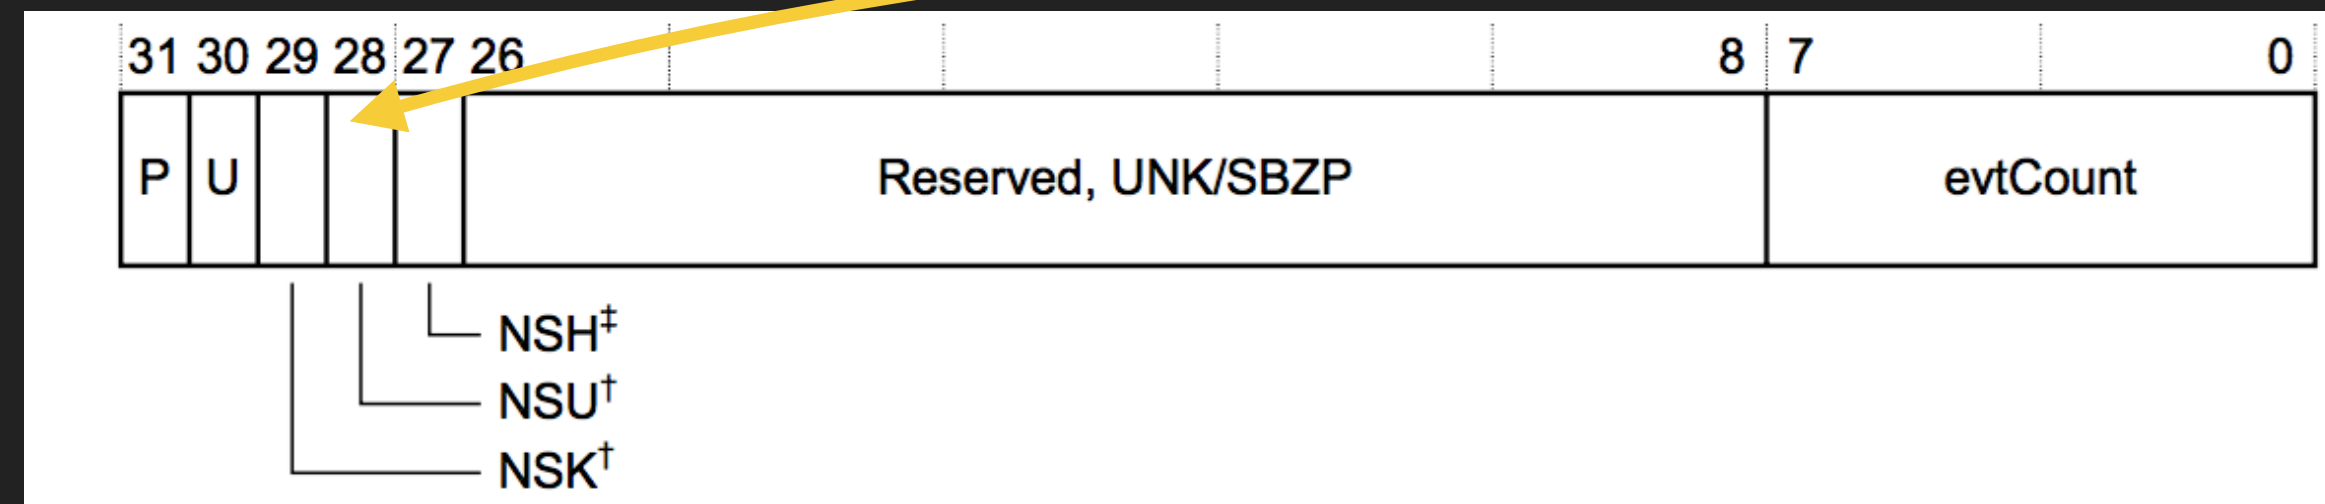 31 30 29 28 27 26 8 7 0
P U Reserved, UNK/SBZP evtCount
NSH‡
NSU†
NSK†